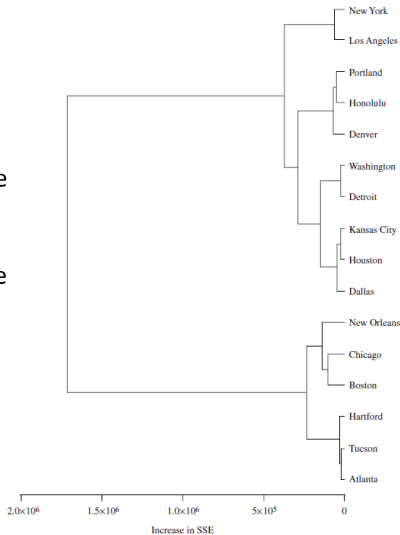 New York
Los Angeles
Portland
Honolulu
Denver
Washington
e
Detroit
Kansas City
Houston
e
Dallas
New Orleans
Chicago
Boston
Hartford
Tucson
Atlanta
2.0×10⁶ 1.5×10⁶ 1.0×10⁶ 5×10⁵ 0
Increase in SSE